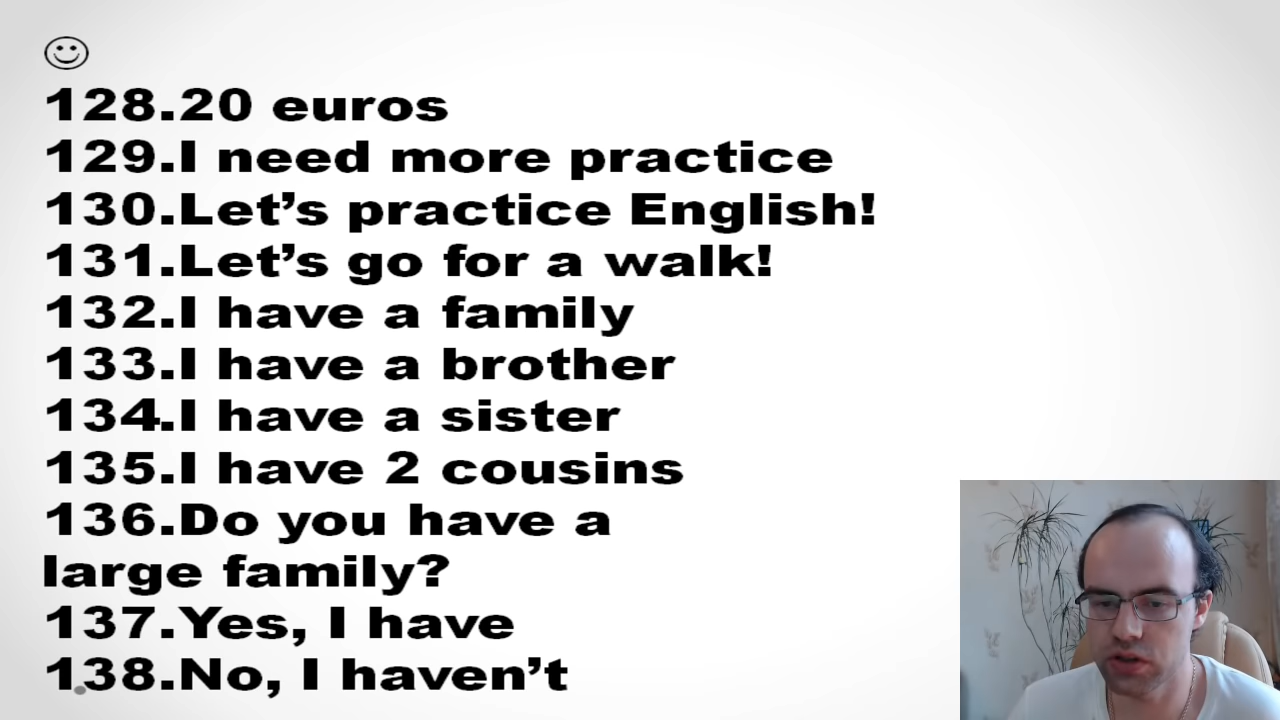 128.20 euros
129.I need more practice
130.Let’s practice English!
131.Let’s go for a walk!
132.I have a family
133.I have a brother
134.I have a sister
135.I have 2 cousins
136.Do you have a
large family?
137.Yes, I have
138.No, I haven’t